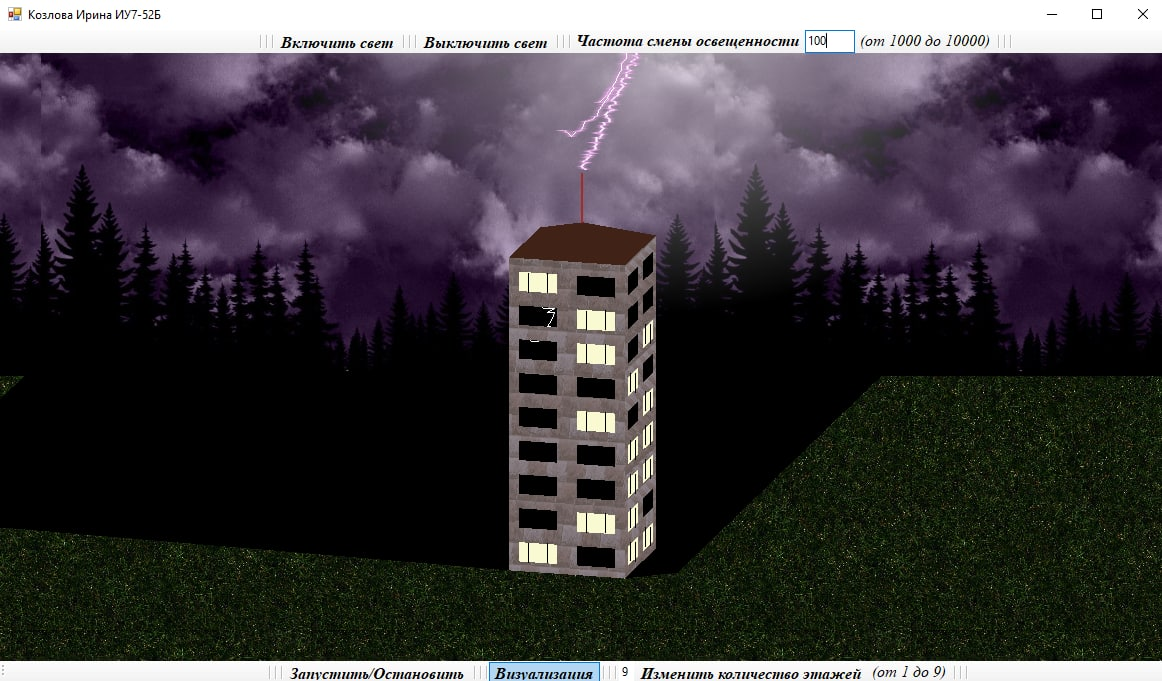 Козлова Ирина ИУ7-52Б
Включить свет Выключить свет Частота смены освещенности 100 (от 1000 до 10000)
Запустить/Остановить Визуализация 9 Изменить количество этажей (от 1 до 9)